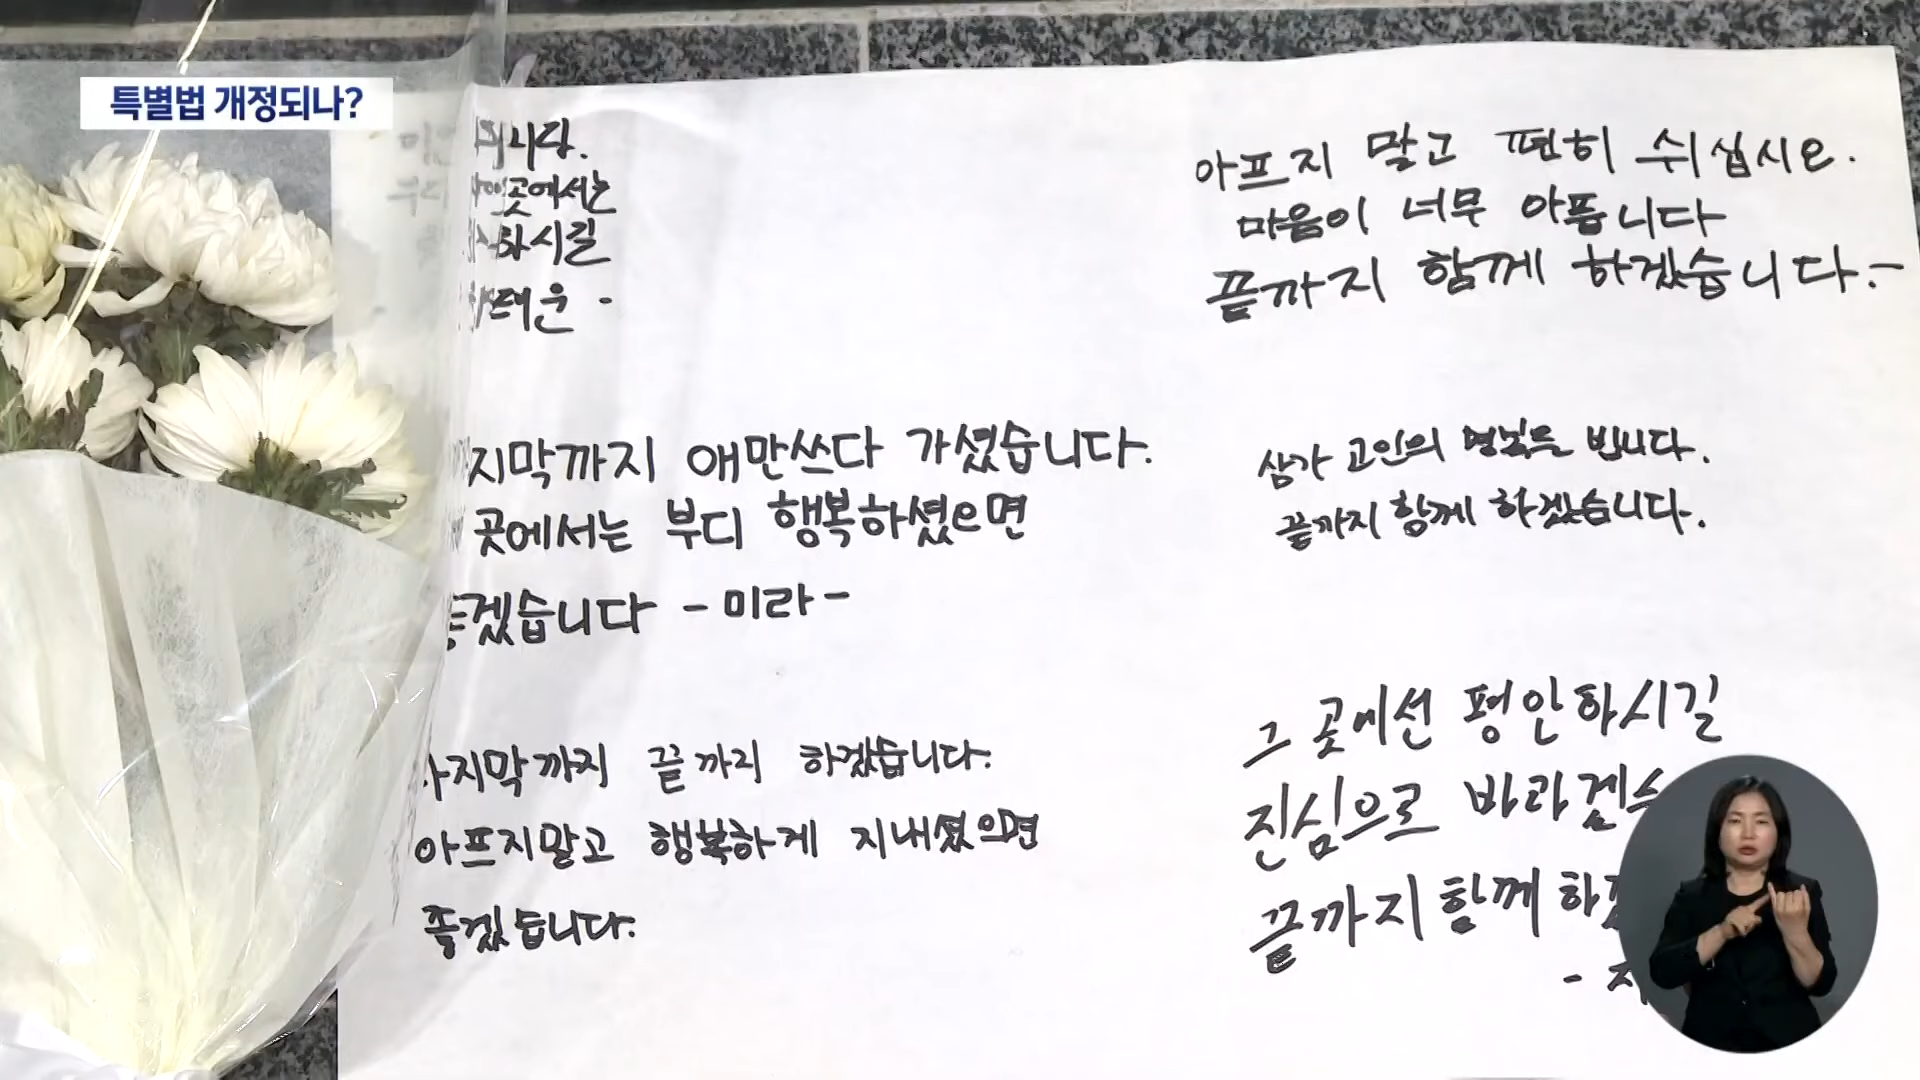 특별법 개정되나?
곳에서는
하시길
아프지 말고 편히 쉬십시오.
마음이 너무 아픕니다
끝까지 함께 하겠습니다.-
지막까지 애만쓰다 가셨습니다.
곳에서는 부디 행복하셨으면
겠습니다 - 미라 -
삼가 고인의 명복을 빕니다.
끝까지 함께 하겠습니다.
지막까지 끝까지 하겠습니다.
아프지말고 행복하게 지내셨으면
좋겠습니다.
그 곳에선 평안하시길
진심으로 바라겠
끝까지 함께 하